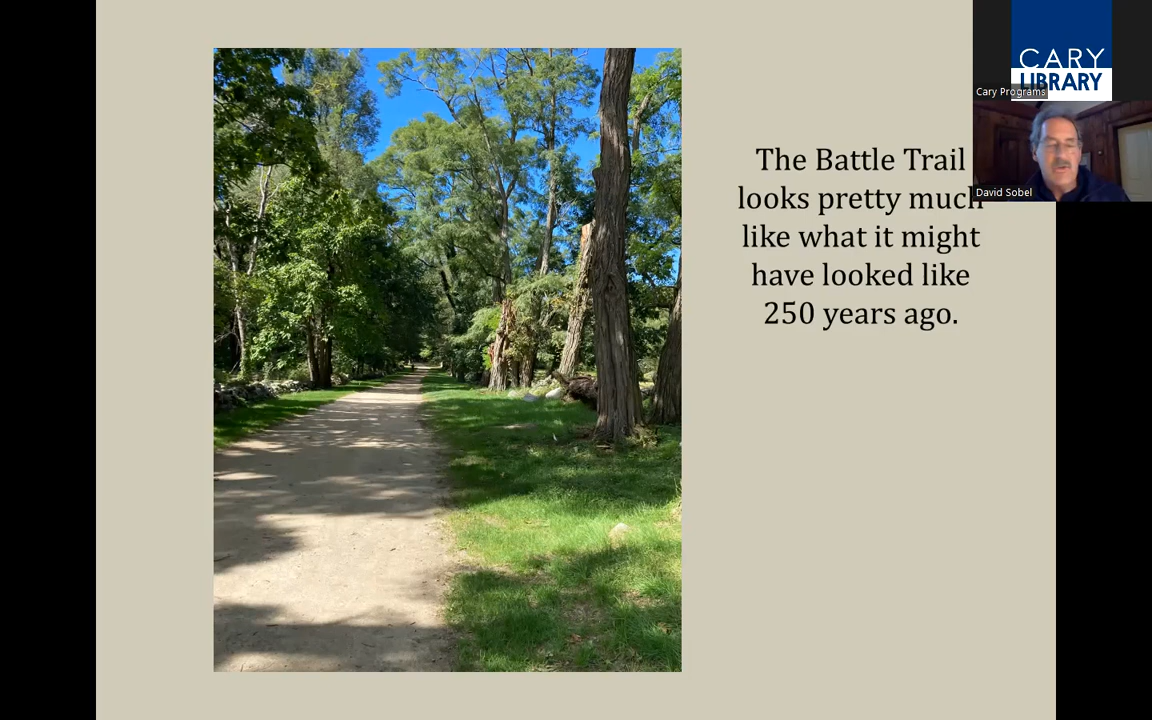 The Battle Trail
looks pretty much
like what it might
have looked like
250 years ago.
CARY
LIBRARY
Cary Programs
David Sobel